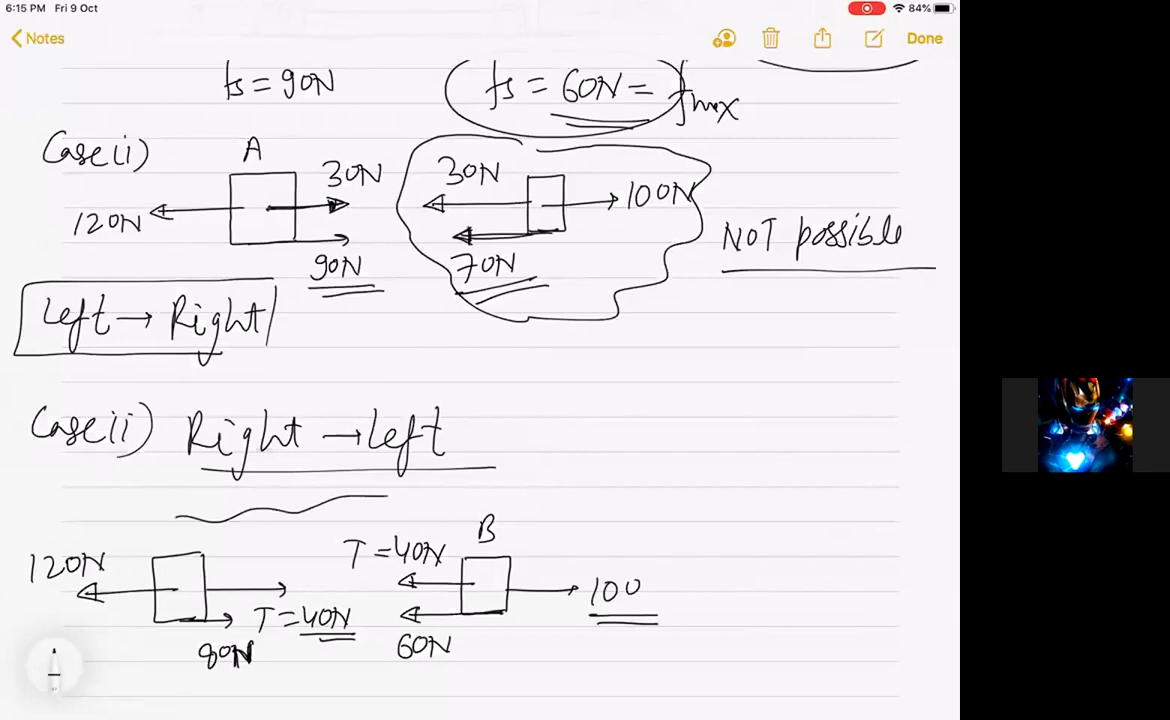 6:15 PM Fri 9 Oct 84%
Notes Done
fs = 90N fs = 60N = fmax
Case(i) A 30N 30N 100N
120N
90N 70N NOT possible
Left → Right
Case(ii) Right → Left
B
120N T = 40N
T = 40N 100
80N 60N